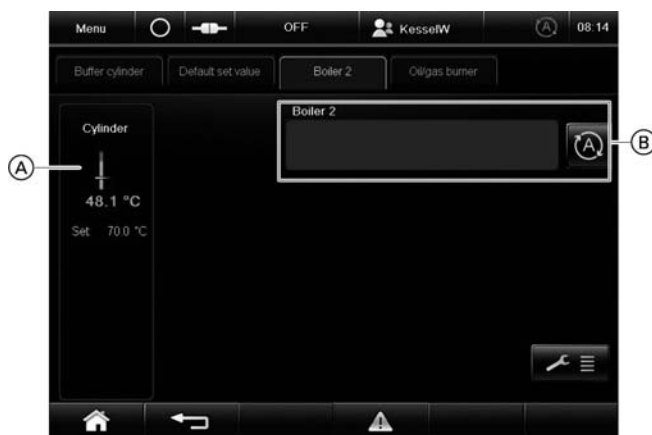 Menu OFF KesselW 08:14
Buffer cylinder Default set value Boiler 2 Oil/gas burner
Boiler 2
Cylinder
A
B
A
48.1 °C
Set 70.0 °C
A